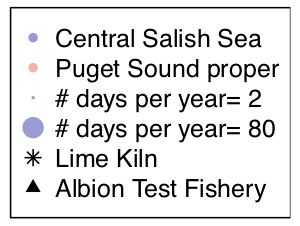 Central Salish Sea
Puget Sound proper
# days per year= 2
# days per year= 80
Lime Kiln
Albion Test Fishery